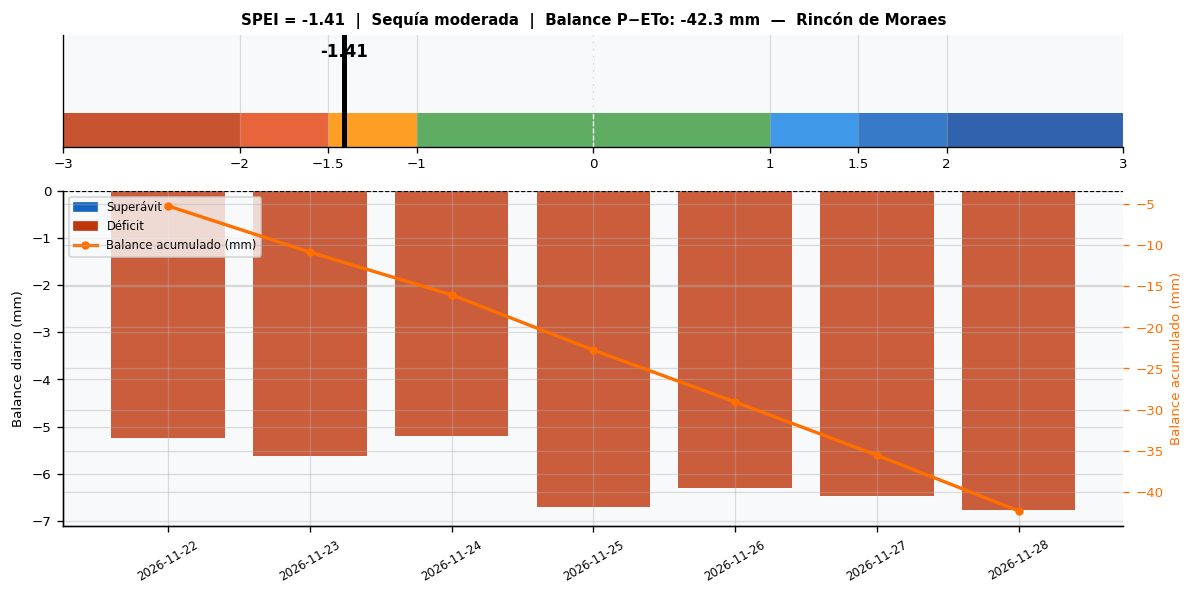 SPEI = -1.41 | Sequía moderada | Balance P−ETo: -42.3 mm — Rincón de Moraes
-1.41
−3 −2 −1.5 −1 0 1 1.5 2 3
Superávit
Déficit
Balance acumulado (mm)
Balance diario (mm)
0
−1
−2
−3
−4
−5
−6
−7
−5
−10
−15
−20
−25
−30
−35
−40
Balance acumulado (mm)
2026-11-22 2026-11-23 2026-11-24 2026-11-25 2026-11-26 2026-11-27 2026-11-28